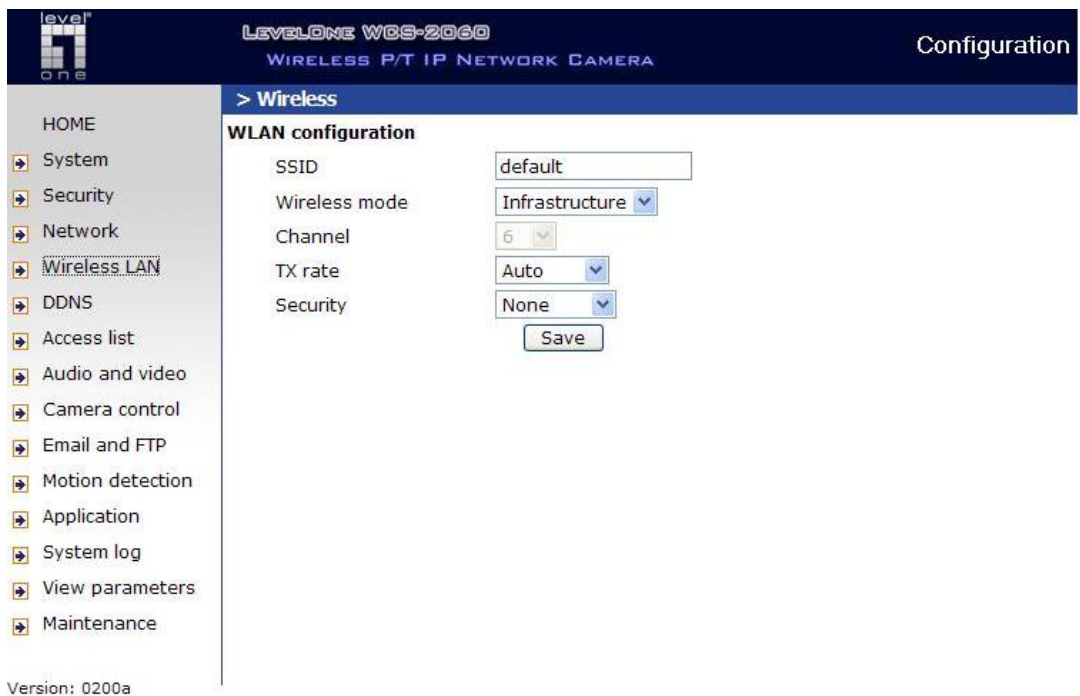 level
one
LEVELONE WCS-2060
WIRELESS P/T IP NETWORK CAMERA
Configuration
HOME
System
Security
Network
Wireless LAN
DDNS
Access list
Audio and video
Camera control
Email and FTP
Motion detection
Application
System log
View parameters
Maintenance
Version: 0200a
> Wireless
WLAN configuration
SSID default
Wireless mode Infrastructure
Channel 6
TX rate Auto
Security None
Save